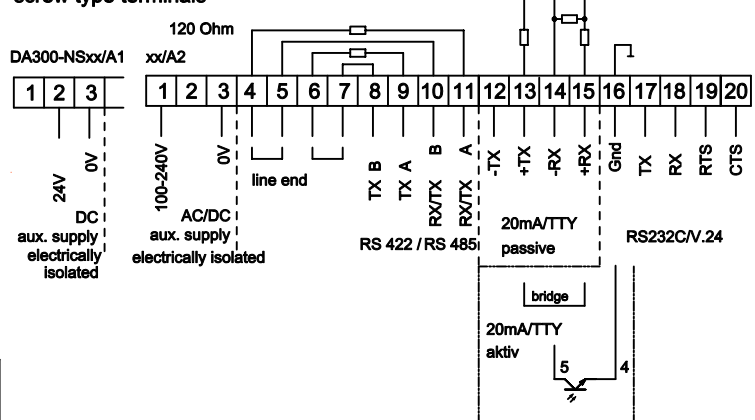 screw type terminals
120 Ohm
DA300-NSxx/A1
xx/A2
1 2 3
1 2 3 4 5 6 7 8 9 10 11 12 13 14 15 16 17 18 19 20
24V
0V
100-240V
0V
line end
TX B
TX A
RX/TX B
RX/TX A
-TX
+TX
-RX
+RX
Gnd
TX
RX
RTS
CTS
DC
aux. supply
electrically
isolated
AC/DC
aux. supply
electrically isolated
RS 422 / RS 485
20mA/TTY
passive
RS232C/V.24
bridge
20mA/TTY
aktiv
5
4